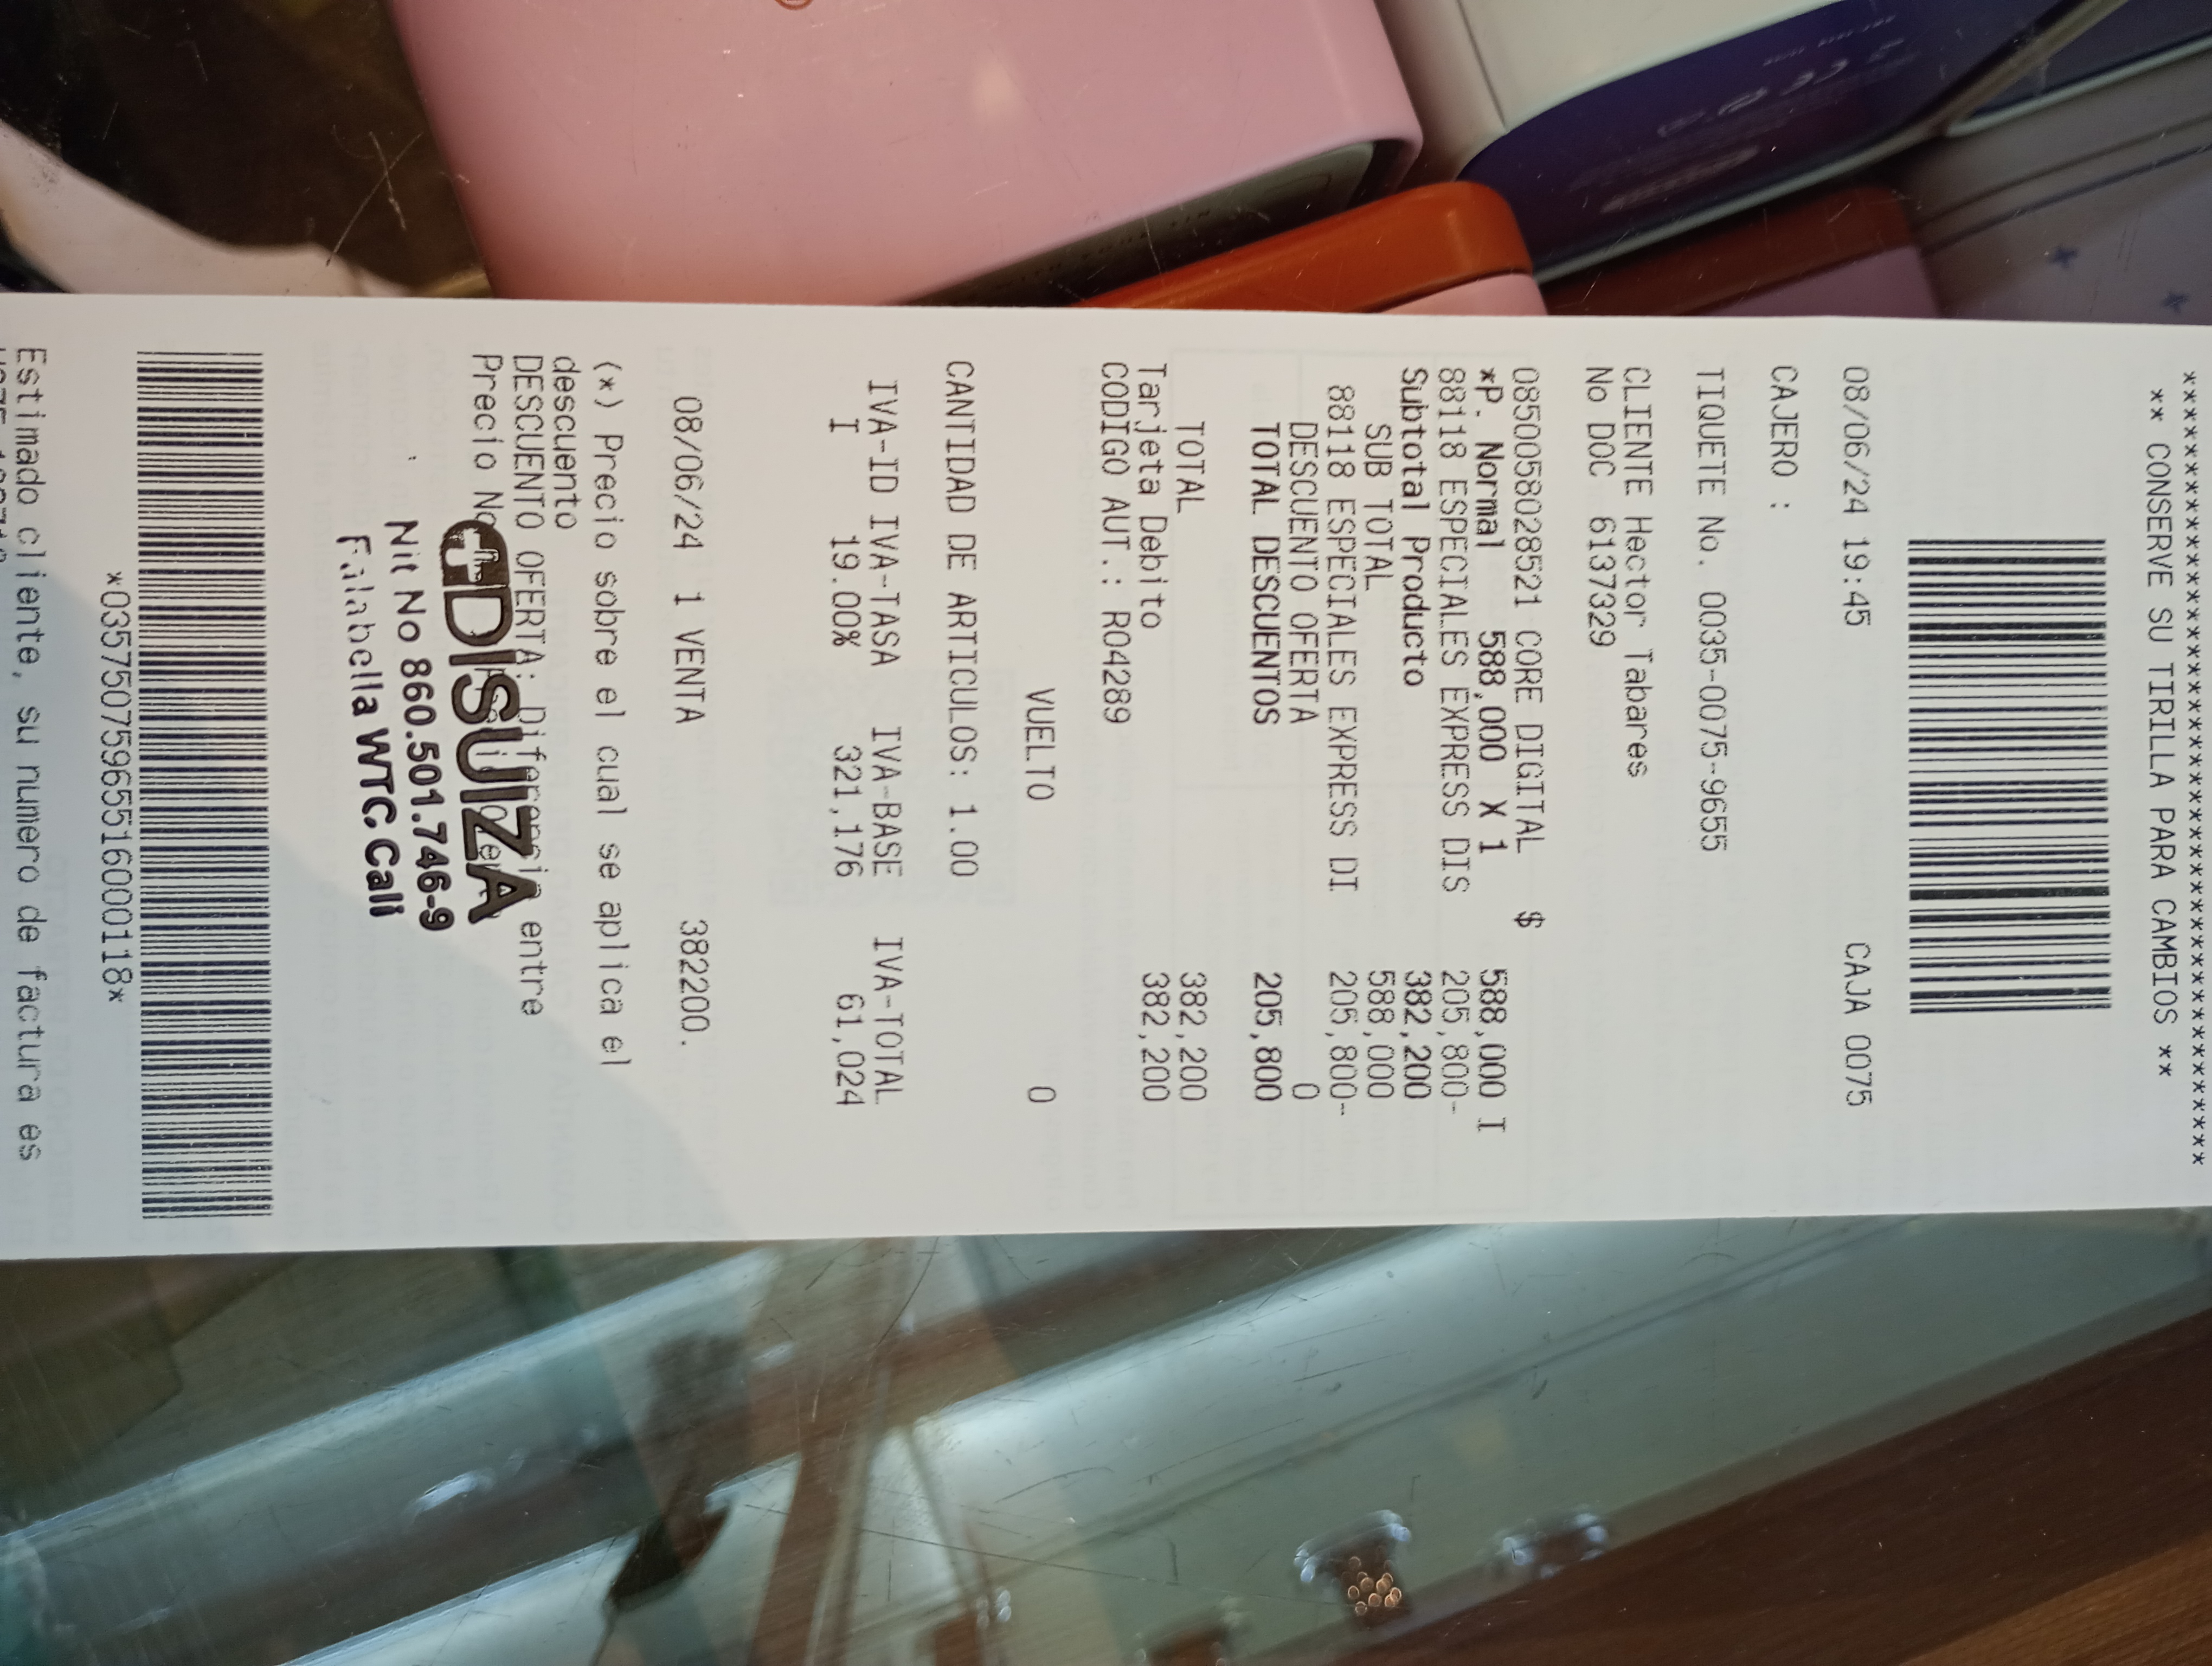 ************************************
** CONSERVE SU TIRILLA PARA CAMBIOS **
08/06/24 19:45 CAJA 0075
CAJERO :
TIQUETE No. 0035-0075-9655
CLIENTE Hector Tabares
No DOC 6137329
0850058028521 CORE DIGITAL $
*P. Normal 588,000 X 1 588,000 I
88118 ESPECIALES EXPRESS DIS 205,800-
Subtotal Producto 382,200
SUB TOTAL 588,000
88118 ESPECIALES EXPRESS DI 205,800-
DESCUENTO OFERTA 0
TOTAL DESCUENTOS 205,800
TOTAL 382,200
Tarjeta Debito 382,200
CODIGO AUT.: R04289
VUELTO 0
CANTIDAD DE ARTICULOS: 1.00
IVA-ID IVA-TASA IVA-BASE IVA-TOTAL
I 19.00% 321,176 61,024
08/06/24 1 VENTA 382200.
(*) Precio sobre el cual se aplica el
descuento
DESCUENTO OFERTA: Diferencia entre
Precio
DISUIZA
Nit No 860.501.746-9
Falabella WTC Cali
*03575075965516000118*
Estimado cliente, su numero de factura es